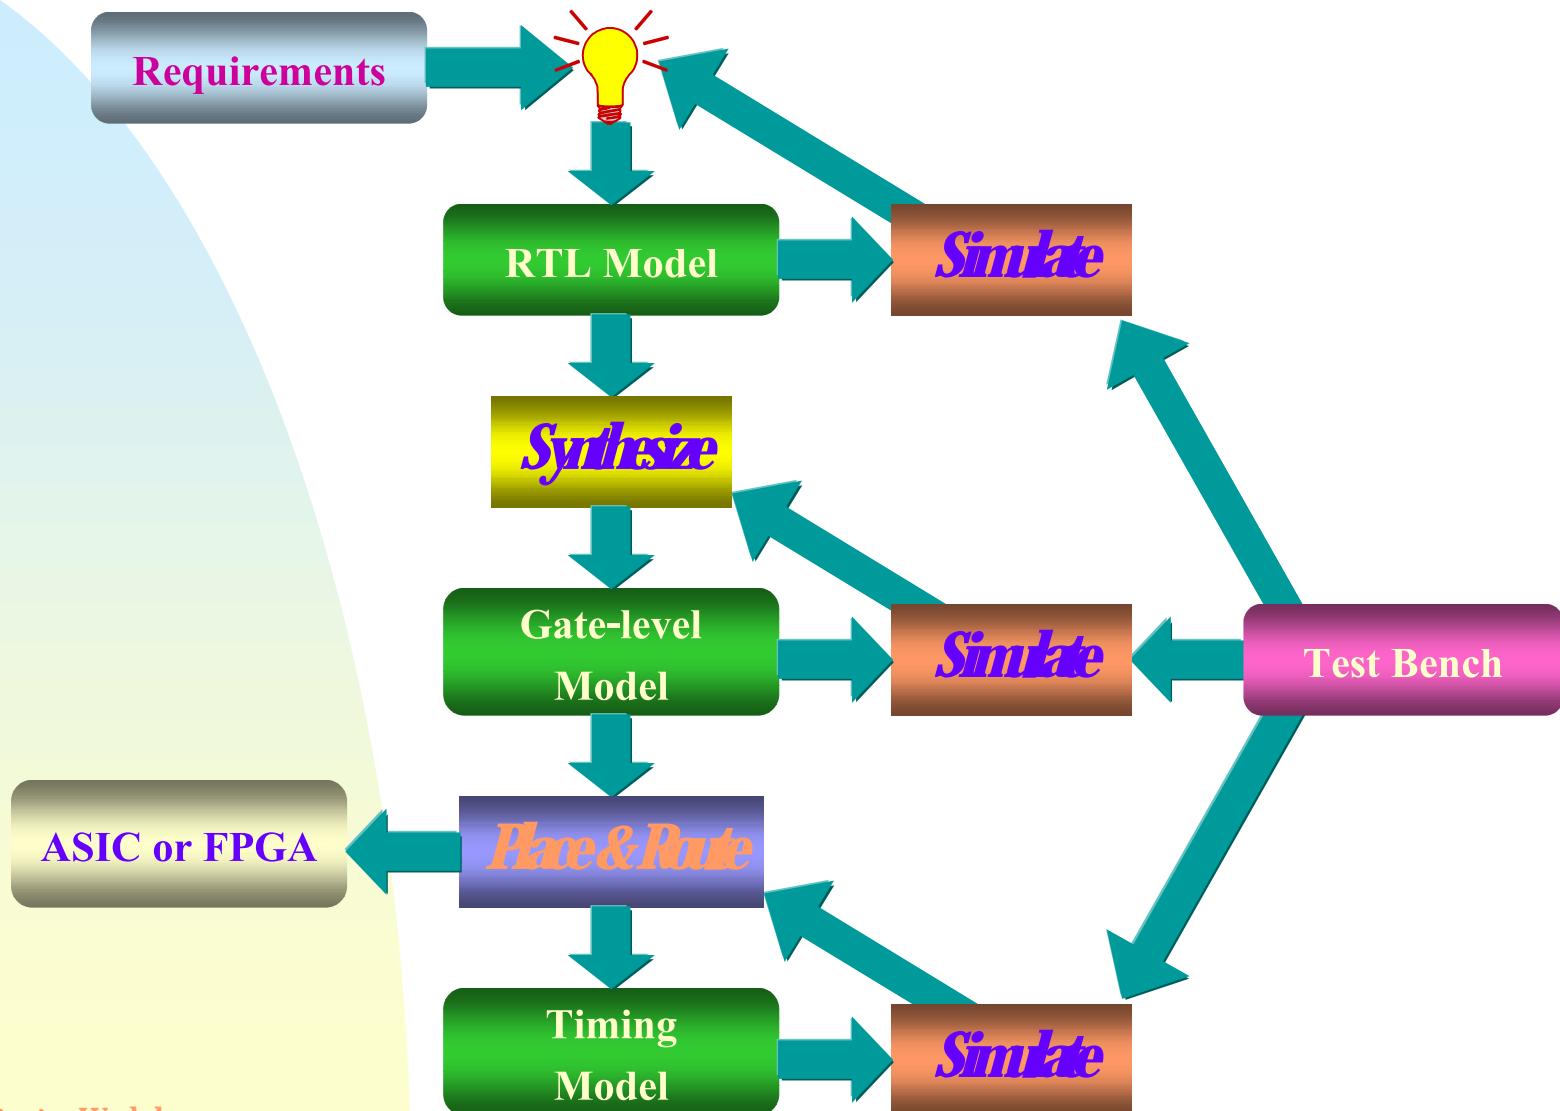 Requirements
RTL Model
Simulate
Synthesize
Gate-level
Model
Simulate
Test Bench
ASIC or FPGA
Place & Route
Timing
Model
Simulate